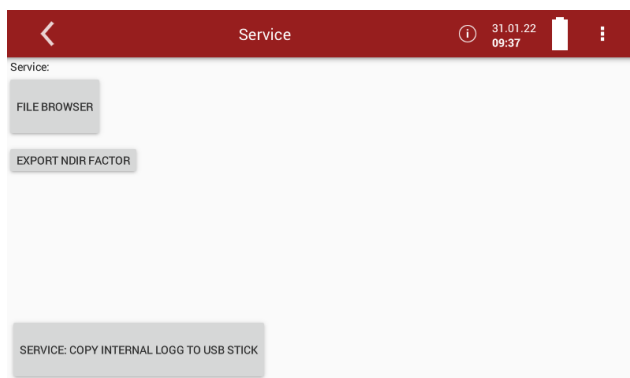 Service
31.01.22
09:37
Service:
FILE BROWSER
EXPORT NDIR FACTOR
SERVICE: COPY INTERNAL LOGG TO USB STICK